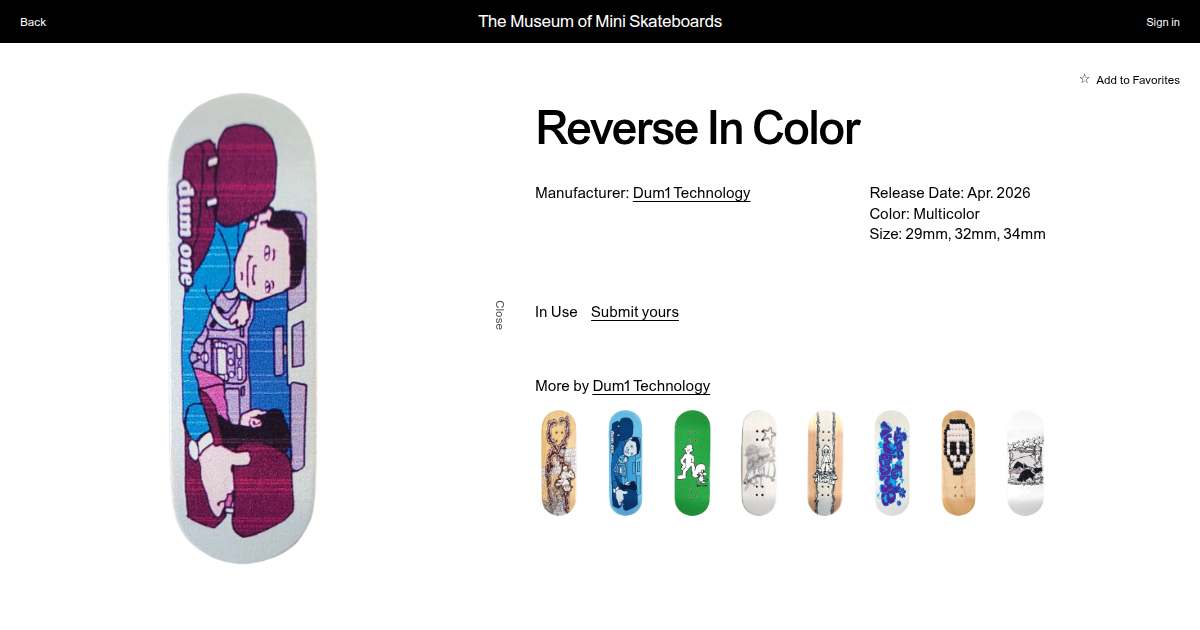 Back
The Museum of Mini Skateboards
Sign in
☆ Add to Favorites
Reverse In Color
Manufacturer: Dum1 Technology
Release Date: Apr. 2026
Color: Multicolor
Size: 29mm, 32mm, 34mm
dum one
Close
In Use Submit yours
More by Dum1 Technology